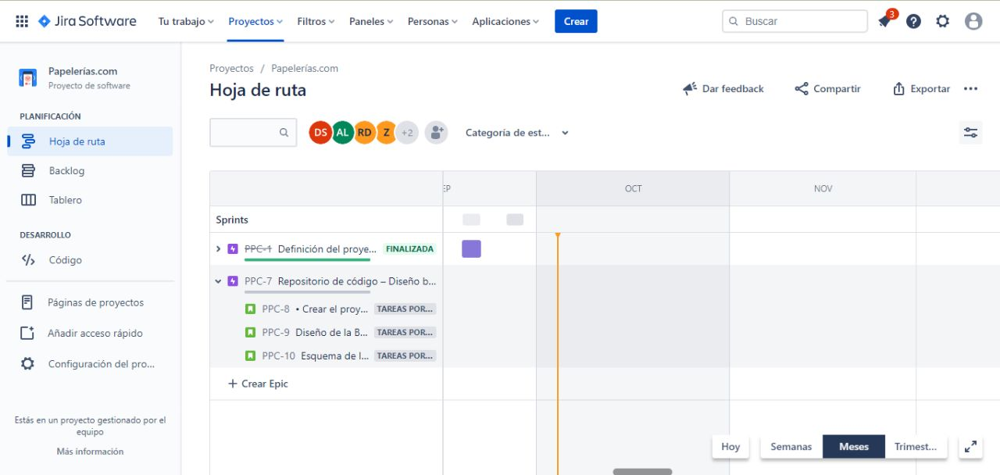 Jira Software
Tu trabajo
Proyectos
Filtros
Paneles
Personas
Aplicaciones
Crear
Buscar
3
Papelerías.com
Proyecto de software
PLANIFICACIÓN
Hoja de ruta
Backlog
Tablero
DESARROLLO
Código
Páginas de proyectos
Añadir acceso rápido
Configuración del pro...
Estás en un proyecto gestionado por el
equipo
Más información
Proyectos / Papelerías.com
Hoja de ruta
Dar feedback
Compartir
Exportar
DS AL RD Z +2
Categoría de est...
EP OCT NOV
Sprints
PPC-1 Definición del proye... FINALIZADA
PPC-7 Repositorio de código – Diseño b...
PPC-8 • Crear el proy... TAREAS POR...
PPC-9 Diseño de la B... TAREAS POR...
PPC-10 Esquema de l... TAREAS POR...
+ Crear Epic
Hoy
Semanas
Meses
Trimest...